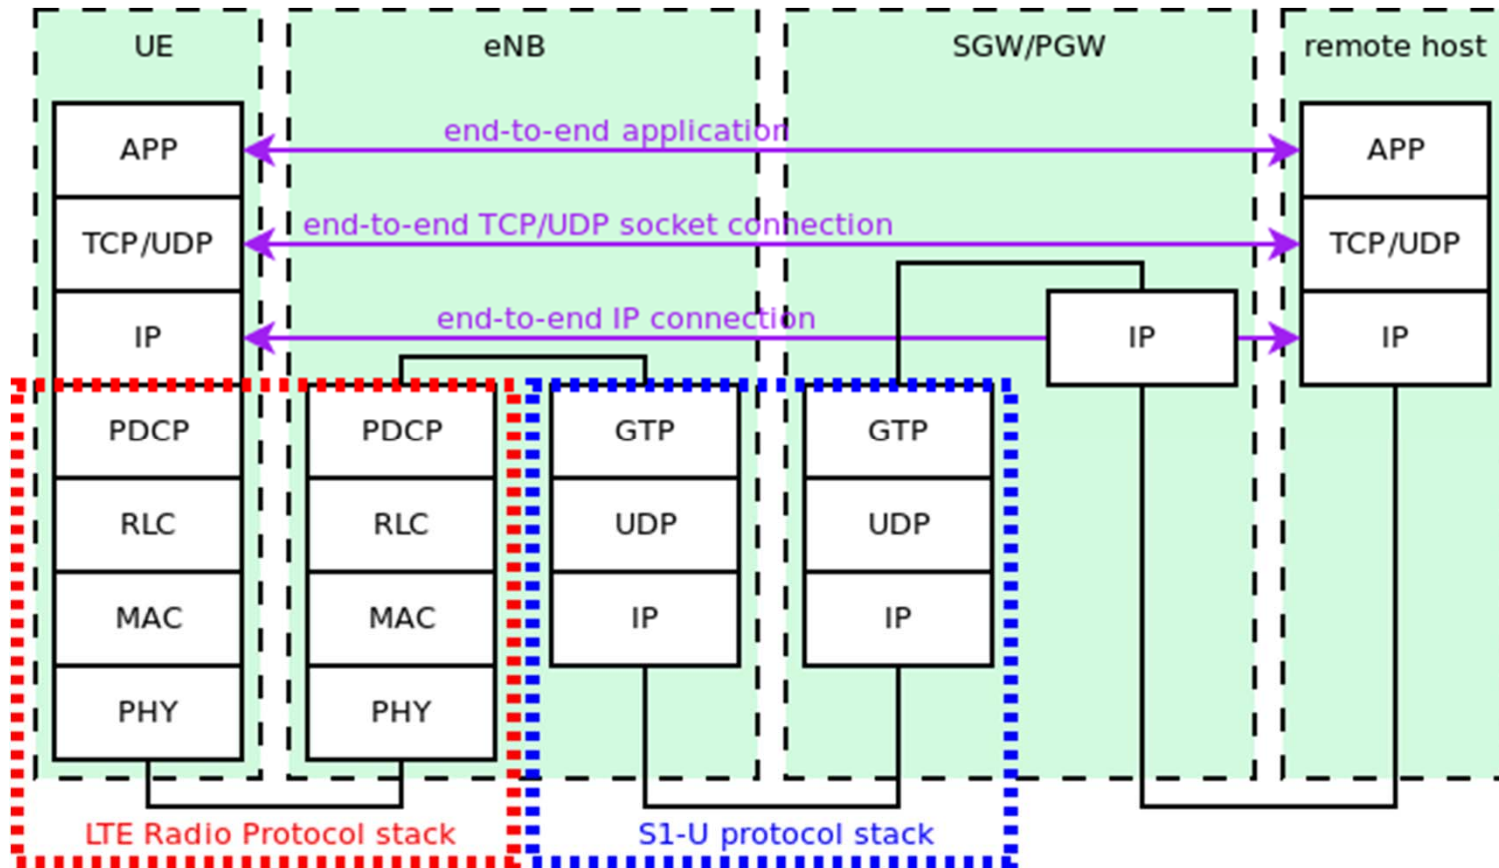 UE
eNB
SGW/PGW
remote host
APP
end-to-end application
APP
TCP/UDP
end-to-end TCP/UDP socket connection
TCP/UDP
IP
end-to-end IP connection
IP
IP
PDCP
PDCP
GTP
GTP
RLC
RLC
UDP
UDP
MAC
MAC
IP
IP
PHY
PHY
LTE Radio Protocol stack
S1-U protocol stack